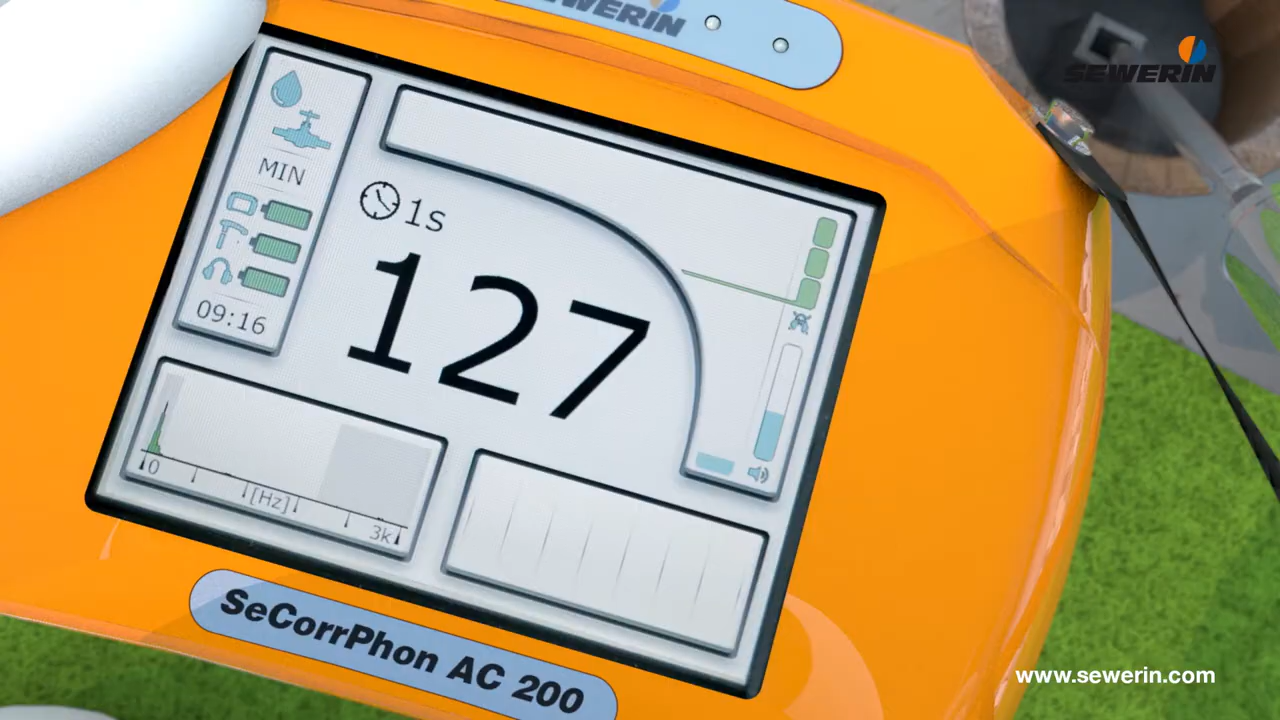 SEWERIN
SEWERIN
MIN
1s
127
09:16
0
[Hz]
3k
SeCorrPhon AC 200
www.sewerin.com